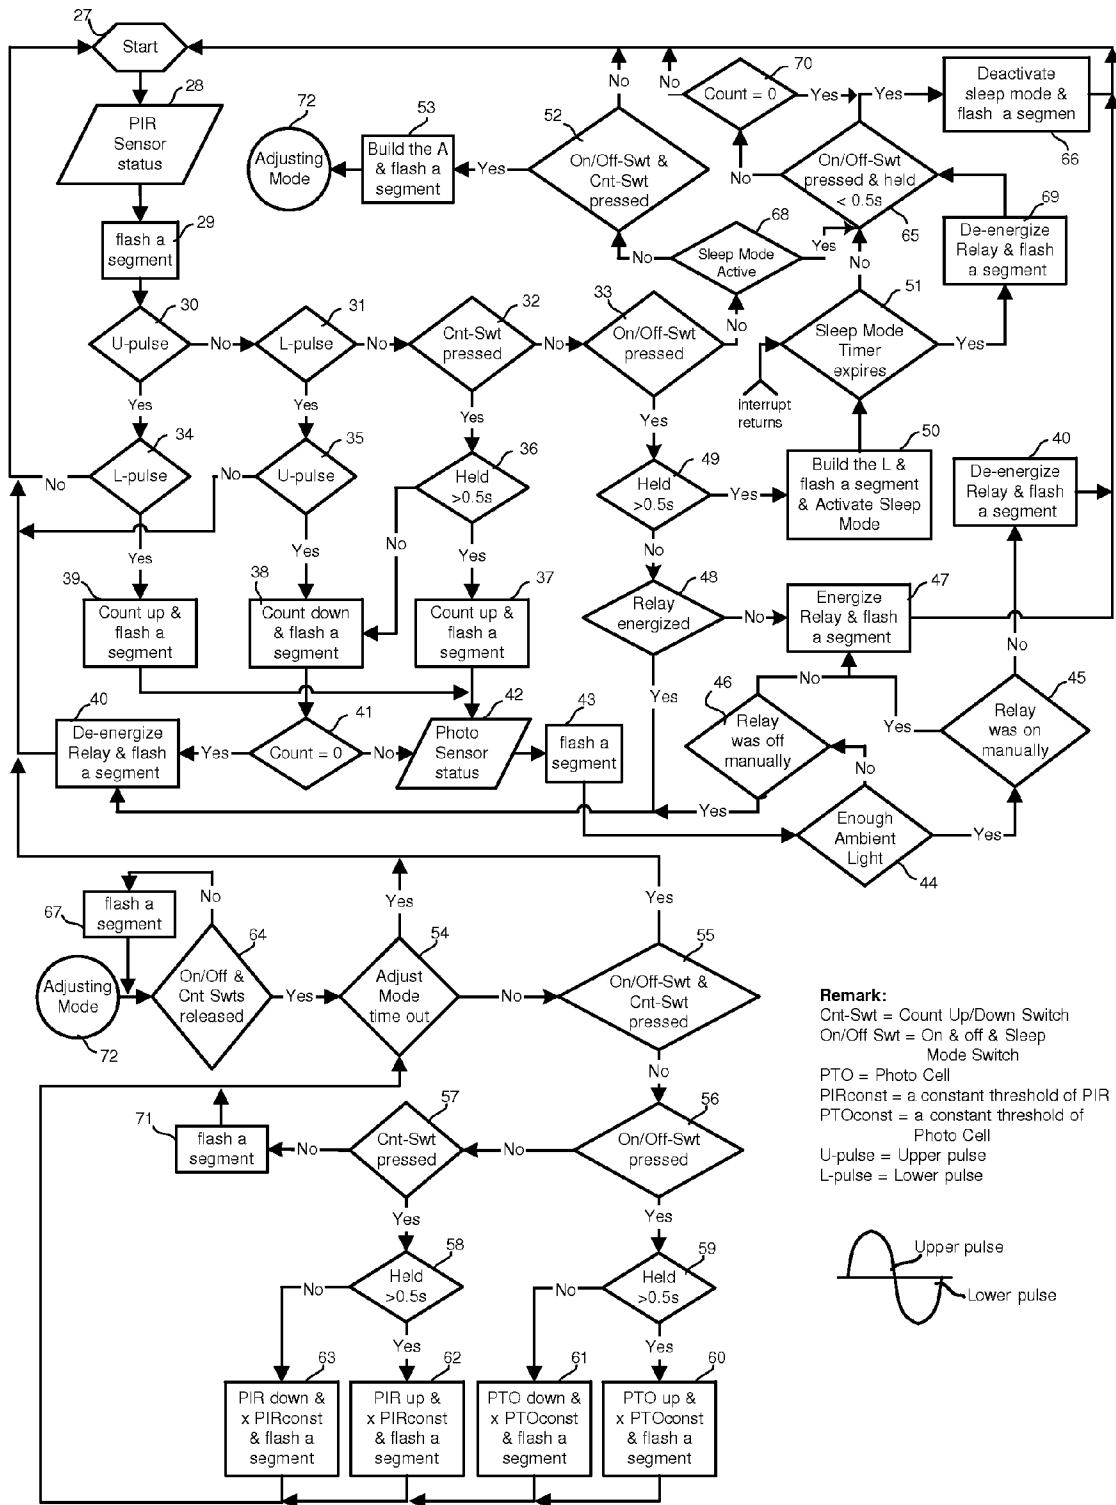 27
Start
28
PIR
Sensor
status
29
flash a
segment
72
Adjusting
Mode
53
Build the A
& flash a
segment
Yes
52
On/Off-Swt &
Cnt-Swt
pressed
No
No
70
Count = 0
Yes
Yes
No
Deactivate
sleep mode &
flash a segmen
66
On/Off-Swt
pressed & held
< 0.5s
65
69
De-energize
Relay & flash
a segment
68
Sleep Mode
Active
No
Yes
No
No
30
U-pulse
No
31
L-pulse
No
32
Cnt-Swt
pressed
No
33
On/Off-Swt
pressed
51
Sleep Mode
Timer
expires
Yes
interrupt
returns
Yes
Yes
Yes
Yes
34
L-pulse
No
35
U-pulse
No
36
Held
>0.5s
49
Held
>0.5s
Yes
50
Build the L &
flash a segment
& Activate Sleep
Mode
40
De-energize
Relay & flash
a segment
Yes
Yes
No
Yes
No
39
Count up &
flash a
segment
38
Count down
& flash a
segment
37
Count up &
flash a
segment
48
Relay
energized
No
47
Energize
Relay & flash
a segment
No
40
De-energize
Relay & flash
a segment
Yes
41
Count = 0
No
42
Photo
Sensor
status
43
flash a
segment
Yes
46
Relay
was off
manually
No
Yes
45
Relay
was on
manually
Yes
No
Enough
Ambient
Light
44
Yes
67
flash a
segment
No
Adjusting
Mode
72
64
On/Off &
Cnt Swts
released
Yes
Yes
54
Adjust
Mode
time out
No
Yes
55
On/Off-Swt &
Cnt-Swt
pressed
No
71
flash a
segment
No
57
Cnt-Swt
pressed
No
56
On/Off-Swt
pressed
Yes
Yes
58
Held
>0.5s
No
59
Held
>0.5s
No
Yes
Yes
63
PIR down &
x PIRconst
& flash a
segment
62
PIR up &
x PIRconst
& flash a
segment
61
PTO down &
x PTOconst
& flash a
segment
60
PTO up &
x PTOconst
& flash a
segment
Remark:
Cnt-Swt = Count Up/Down Switch
On/Off Swt = On & off & Sleep
Mode Switch
PTO = Photo Cell
PIRconst = a constant threshold of PIR
PTOconst = a constant threshold of
Photo Cell
U-pulse = Upper pulse
L-pulse = Lower pulse
Upper pulse
Lower pulse